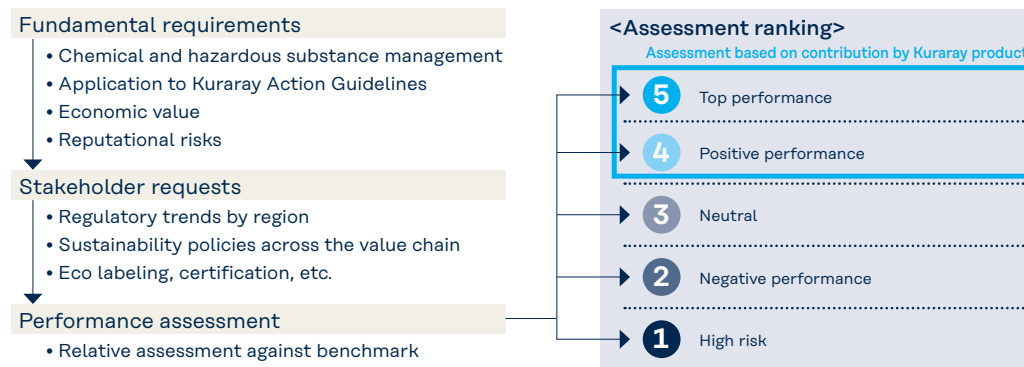 Fundamental requirements
• Chemical and hazardous substance management
• Application to Kuraray Action Guidelines
• Economic value
• Reputational risks
Stakeholder requests
• Regulatory trends by region
• Sustainability policies across the value chain
• Eco labeling, certification, etc.
Performance assessment
• Relative assessment against benchmark
<Assessment ranking>
Assessment based on contribution by Kuraray product
5 Top performance
4 Positive performance
3 Neutral
2 Negative performance
1 High risk